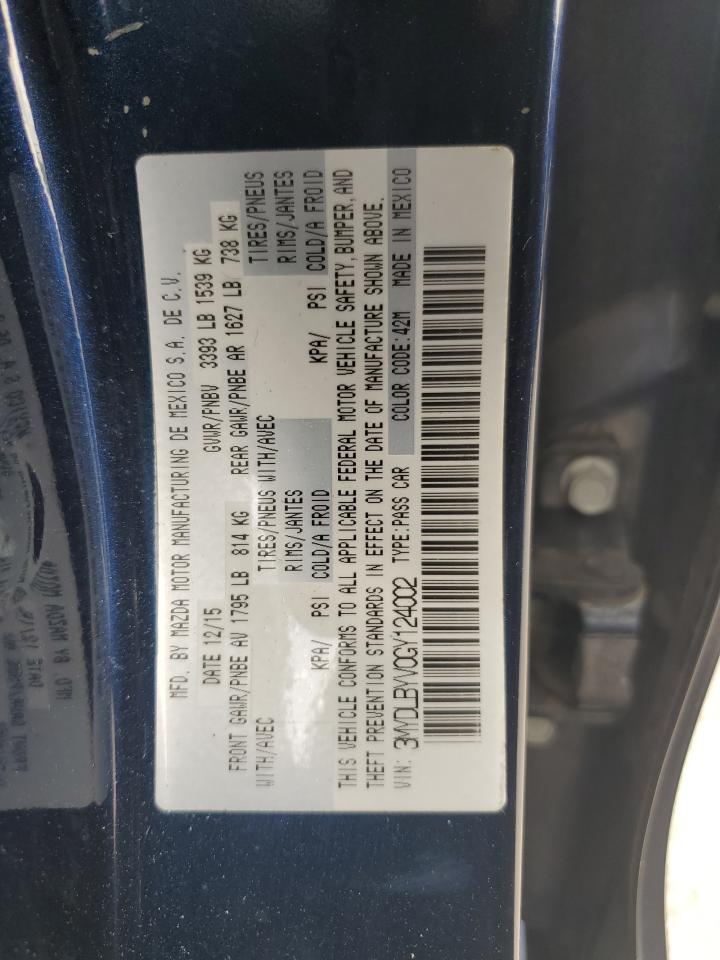 MFD. BY MAZDA MOTOR MANUFACTURING DE MEXICO S.A. DE C.V.
DATE 12/15 GVWR/PNBV 3393 LB 1539 KG
FRONT GAWR/PNBE AV 1795 LB 814 KG REAR GAWR/PNBE AR 1627 LB 738 KG
WITH/AVEC TIRES/PNEUS WITH/AVEC TIRES/PNEUS
RIMS/JANTES RIMS/JANTES
KPA/ PSI COLD/A FROID KPA/ PSI COLD/A FROID
THIS VEHICLE CONFORMS TO ALL APPLICABLE FEDERAL MOTOR VEHICLE SAFETY, BUMPER, AND
THEFT PREVENTION STANDARDS IN EFFECT ON THE DATE OF MANUFACTURE SHOWN ABOVE.
VIN: 3MYDLBYV0GY124002 TYPE:PASS CAR COLOR CODE:42M MADE IN MEXICO